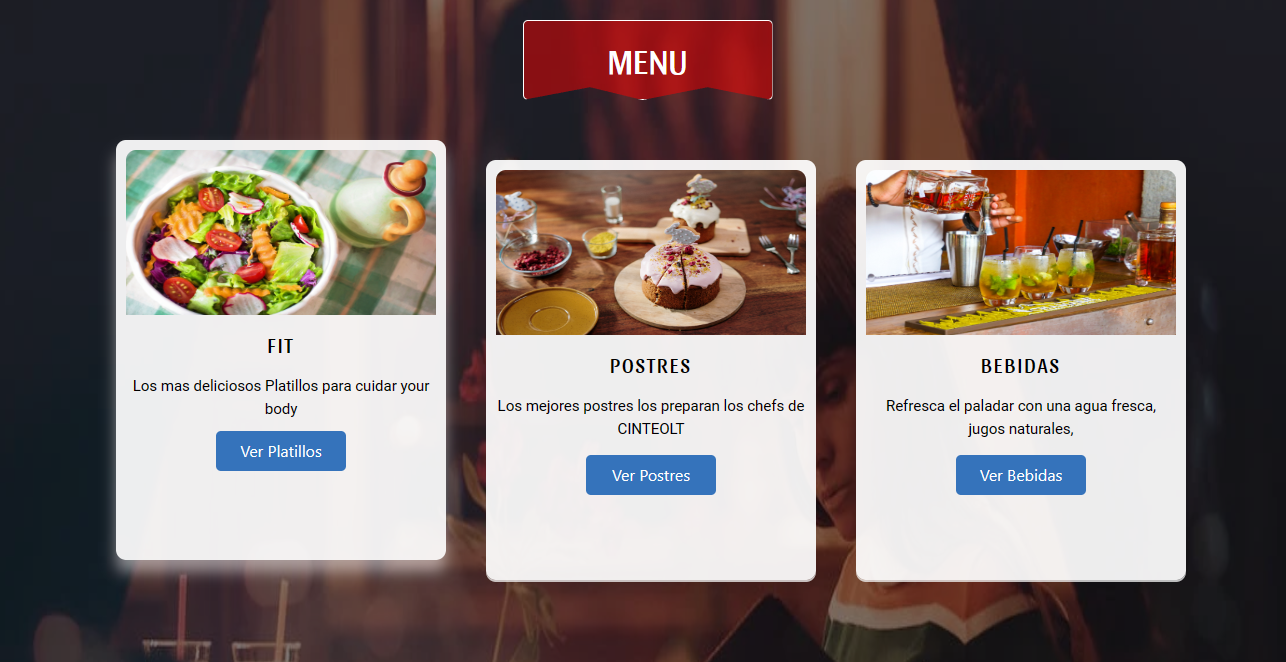 MENU
FIT
Los mas deliciosos Platillos para cuidar your
body
Ver Platillos
POSTRES
Los mejores postres los preparan los chefs de
CINTEOLT
Ver Postres
BEBIDAS
Refresca el paladar con una agua fresca,
jugos naturales,
Ver Bebidas